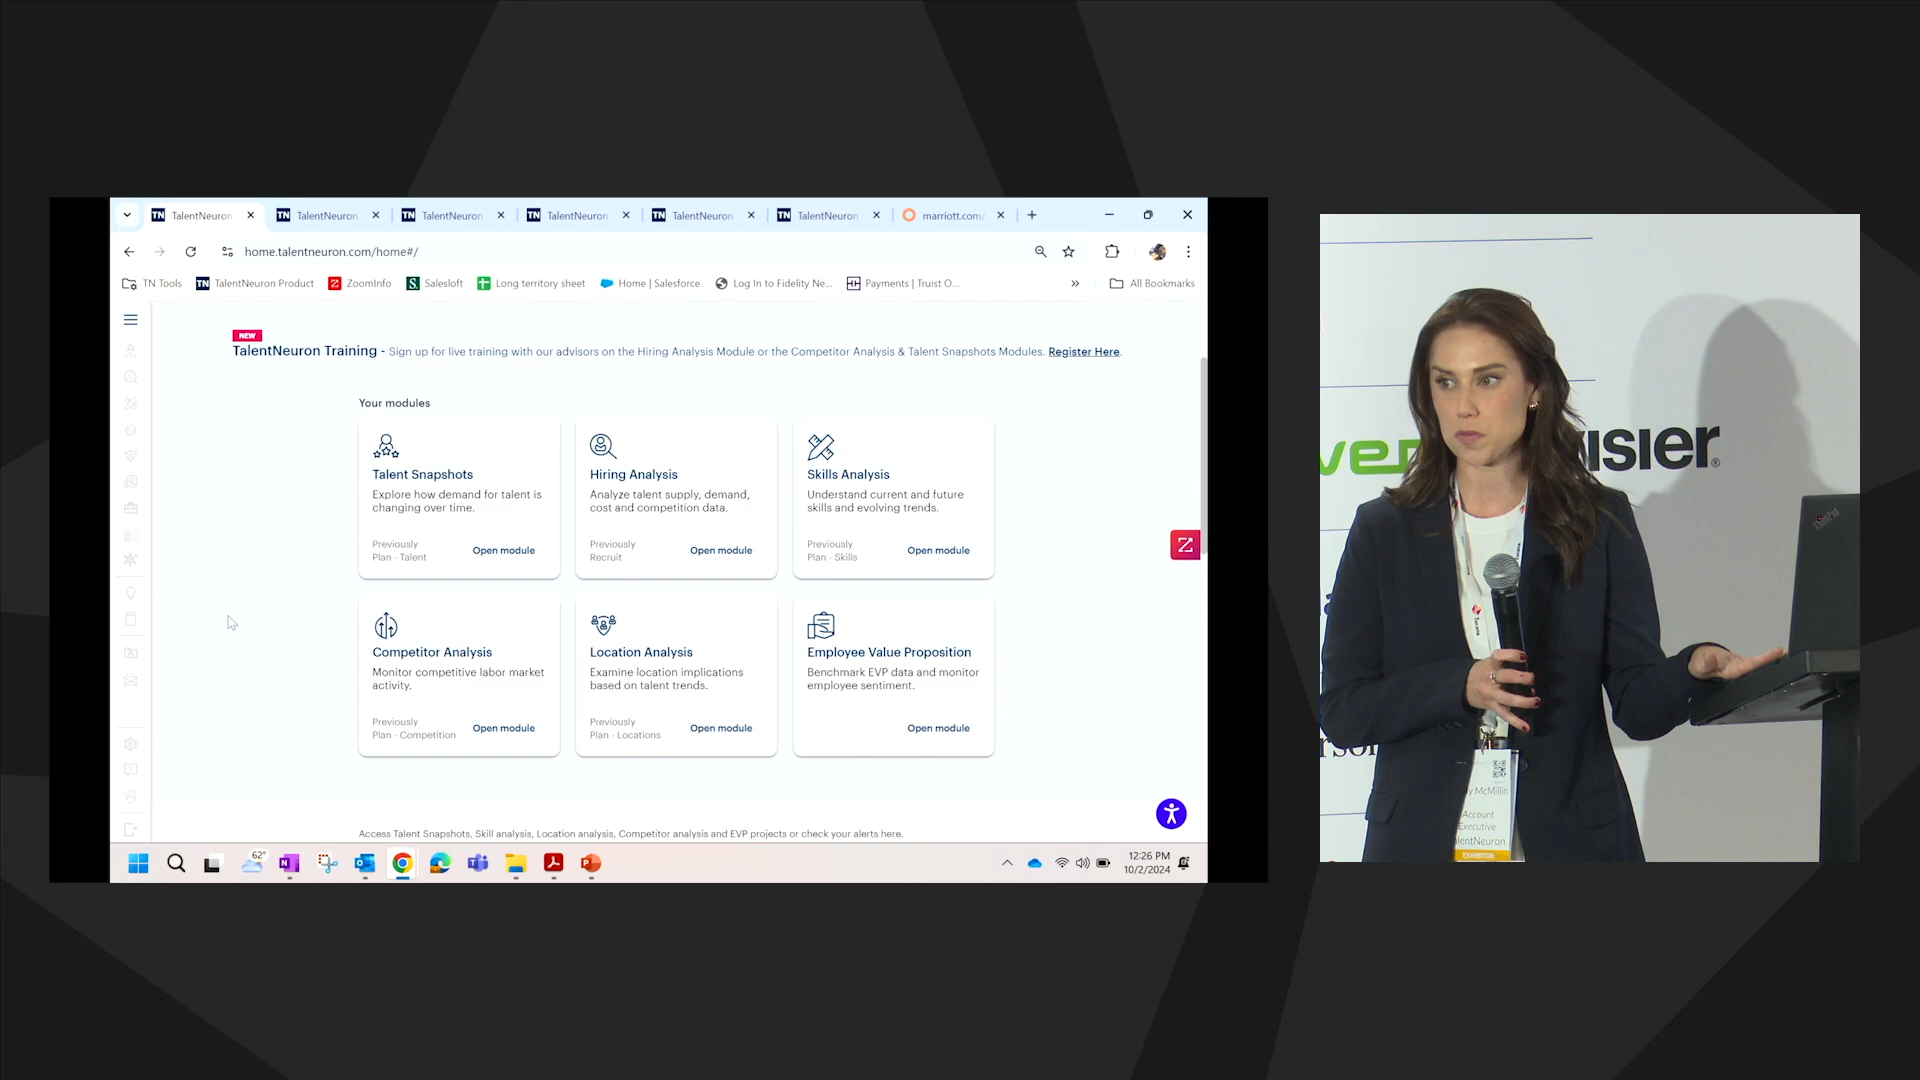 TalentNeuron
TalentNeuron
TalentNeuron
TalentNeuron
TalentNeuron
TalentNeuron
marriott.com/
home.talentneuron.com/home#/
TN Tools
TalentNeuron Product
ZoomInfo
Salesloft
Long territory sheet
Home | Salesforce
Log In to Fidelity Ne...
Payments | Truist O...
All Bookmarks
NEW
TalentNeuron Training - Sign up for live training with our advisors on the Hiring Analysis Module or the Competitor Analysis & Talent Snapshots Modules. Register Here.
Your modules
Talent Snapshots
Explore how demand for talent is
changing over time.
Previously
Plan - Talent
Open module
Hiring Analysis
Analyze talent supply, demand,
cost and competition data.
Previously
Recruit
Open module
Skills Analysis
Understand current and future
skills and evolving trends.
Previously
Plan - Skills
Open module
Competitor Analysis
Monitor competitive labor market
activity.
Previously
Plan - Competition
Open module
Location Analysis
Examine location implications
based on talent trends.
Previously
Plan - Locations
Open module
Employee Value Proposition
Benchmark EVP data and monitor
employee sentiment.
Open module
Access Talent Snapshots, Skill analysis, Location analysis, Competitor analysis and EVP projects or check your alerts here.
62°
12:26 PM
10/2/2024
ver
isier
y McMillin
Account
Executive
alentNeuron
EXHIBITOR